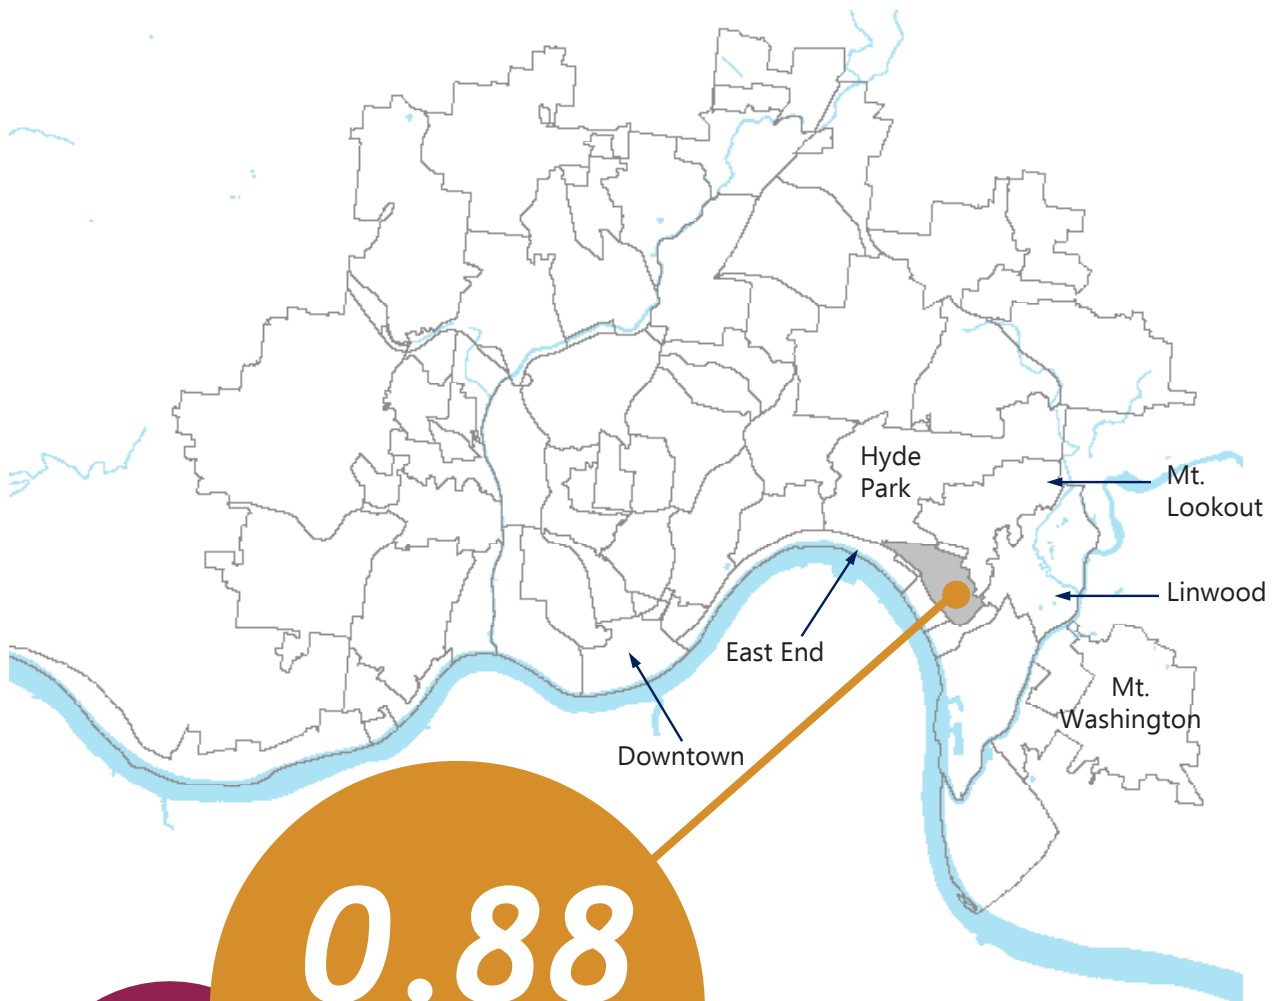 Hyde
Park
Mt.
Lookout
Linwood
East End
Mt.
Washington
Downtown
0.88